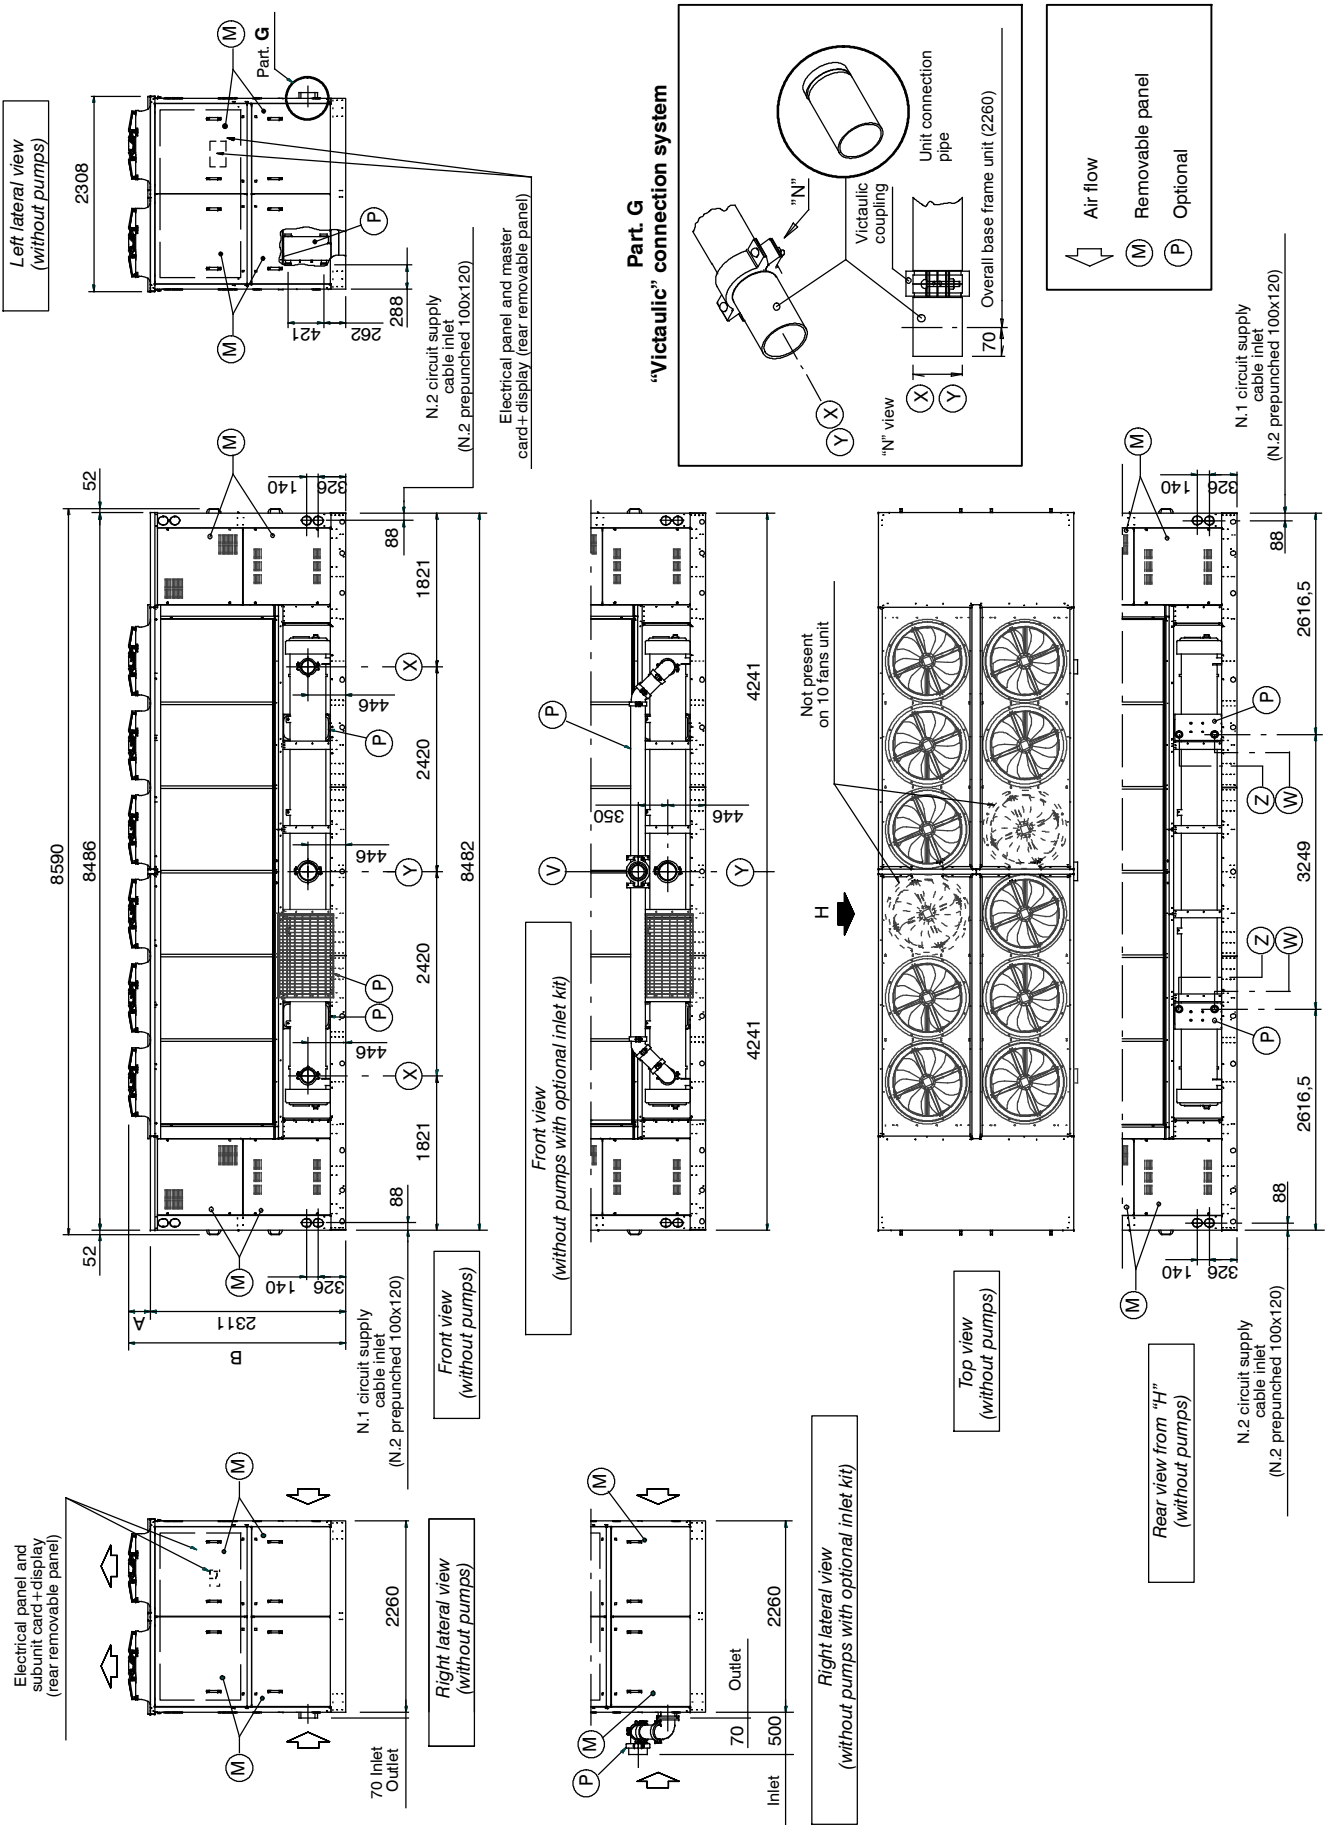 Left lateral view
(without pumps)
2308
M
Part. G
M
P
421
262
288
N.2 circuit supply
cable inlet
(N.2 prepunched 100x120)
Electrical panel and master
card+display (rear removable panel)
Part. G
“Victaulic” connection system
"N"
X
Y
“N” view
Victaulic
coupling
Unit connection
pipe
X
Y
70
Overall base frame unit (2260)
Air flow
M
Removable panel
P
Optional
8590
8486
52
52
A
2311
B
M
M
140
326
140
326
88
88
446
446
446
P
P
P
X
Y
X
1821
2420
2420
1821
8482
N.1 circuit supply
cable inlet
(N.2 prepunched 100x120)
Front view
(without pumps)
Front view
(without pumps with optional inlet kit)
V
P
350
446
Y
4241
4241
Not present
on 10 fans unit
H
Top view
(without pumps)
M
M
140
326
140
326
88
88
P
P
Z
W
Z
W
2616,5
3249
2616,5
N.1 circuit supply
cable inlet
(N.2 prepunched 100x120)
N.2 circuit supply
cable inlet
(N.2 prepunched 100x120)
Rear view from “H”
(without pumps)
Electrical panel and
subunit card+display
(rear removable panel)
M
M
70 Inlet
Outlet
2260
Right lateral view
(without pumps)
P
M
M
Inlet
500
70
Outlet
2260
Right lateral view
(without pumps with optional inlet kit)